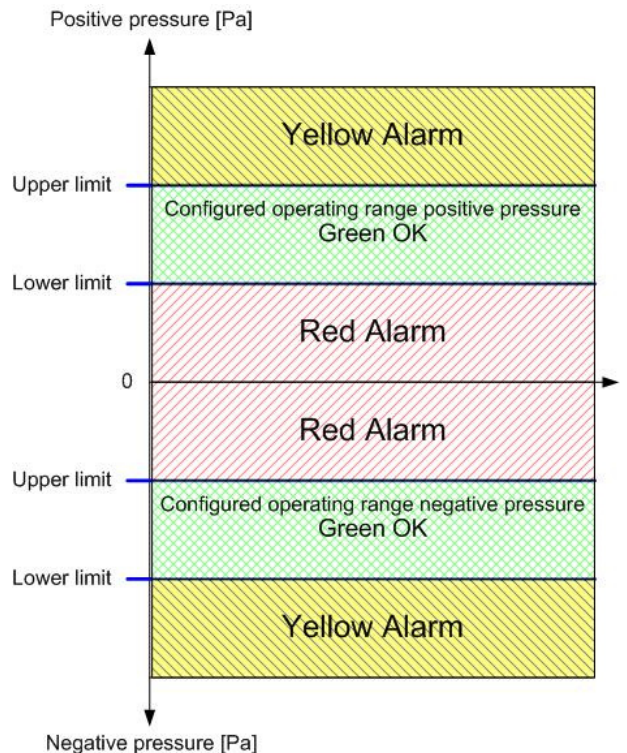 Positive pressure [Pa]
Yellow Alarm
Upper limit
Configured operating range positive pressure
Green OK
Lower limit
Red Alarm
0
Red Alarm
Upper limit
Configured operating range negative pressure
Green OK
Lower limit
Yellow Alarm
Negative pressure [Pa]